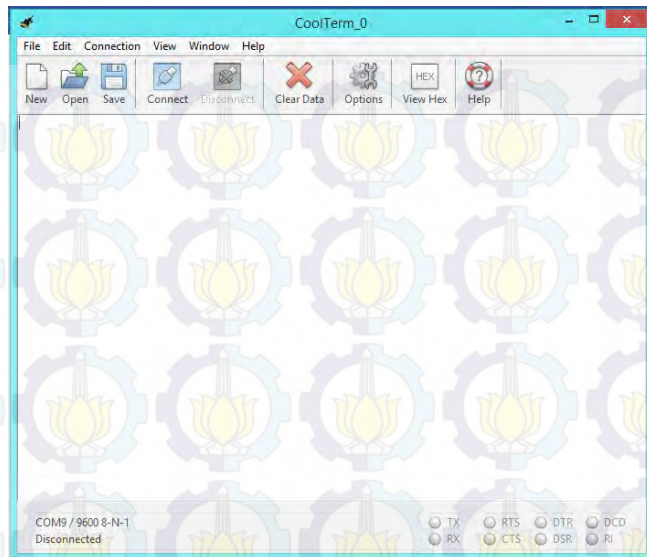 CoolTerm_0
File Edit Connection View Window Help
HEX
New Open Save Connect Disconnect Clear Data Options View Hex Help
COM9 / 9600 8-N-1
Disconnected
TX RTS DTR DCD
RX CTS DSR RI